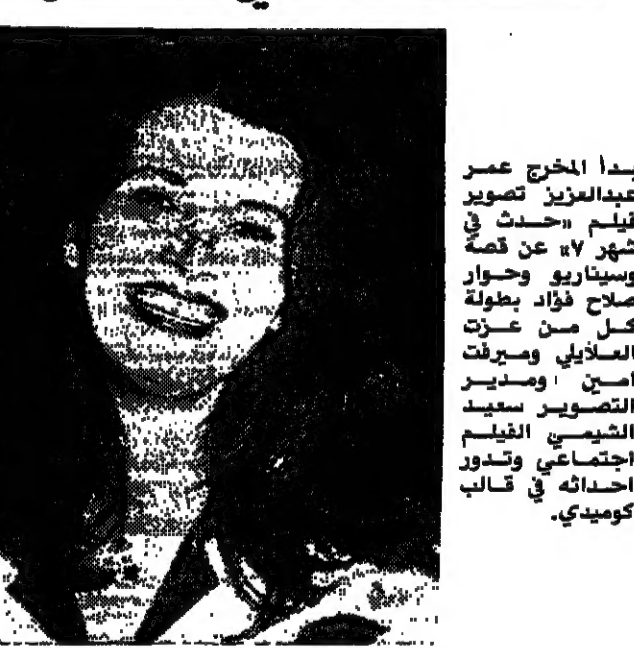 بدأ المخرج عمر
عبدالعزيز تصوير
فيلم «حدث في
شهر ٧» عن قصة
وسيناريو وحوار
صلاح فؤاد بطولة
كل من عزت
العلايلي وميرفت
امين ومدير
التصوير سعيد
الشيمي الفيلم
اجتماعي وتدور
احداثه في قالب
كوميدي.